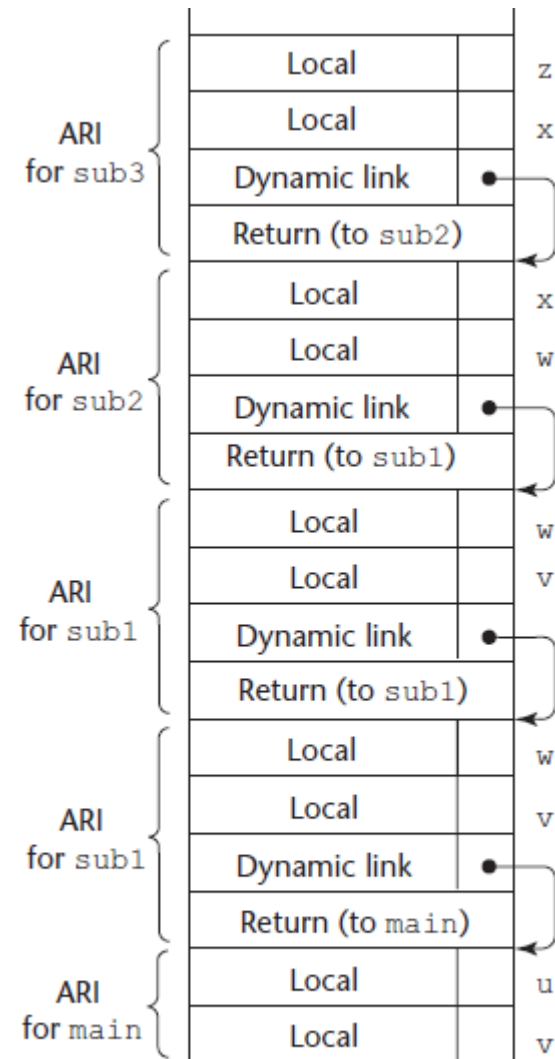 Local z
ARI for sub3
Local x
Dynamic link
Return (to sub2)
Local x
ARI for sub2
Local w
Dynamic link
Return (to sub1)
Local w
ARI for sub1
Local v
Dynamic link
Return (to sub1)
Local w
ARI for sub1
Local v
Dynamic link
Return (to main)
Local u
ARI for main
Local v